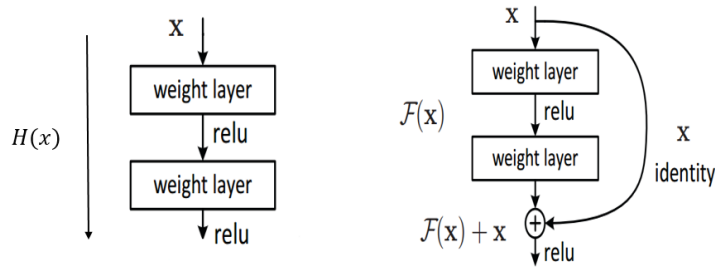 x
weight layer
relu
H(x)
weight layer
relu
x
weight layer
F(x)
relu
x
weight layer
identity
F(x) + x
+
relu